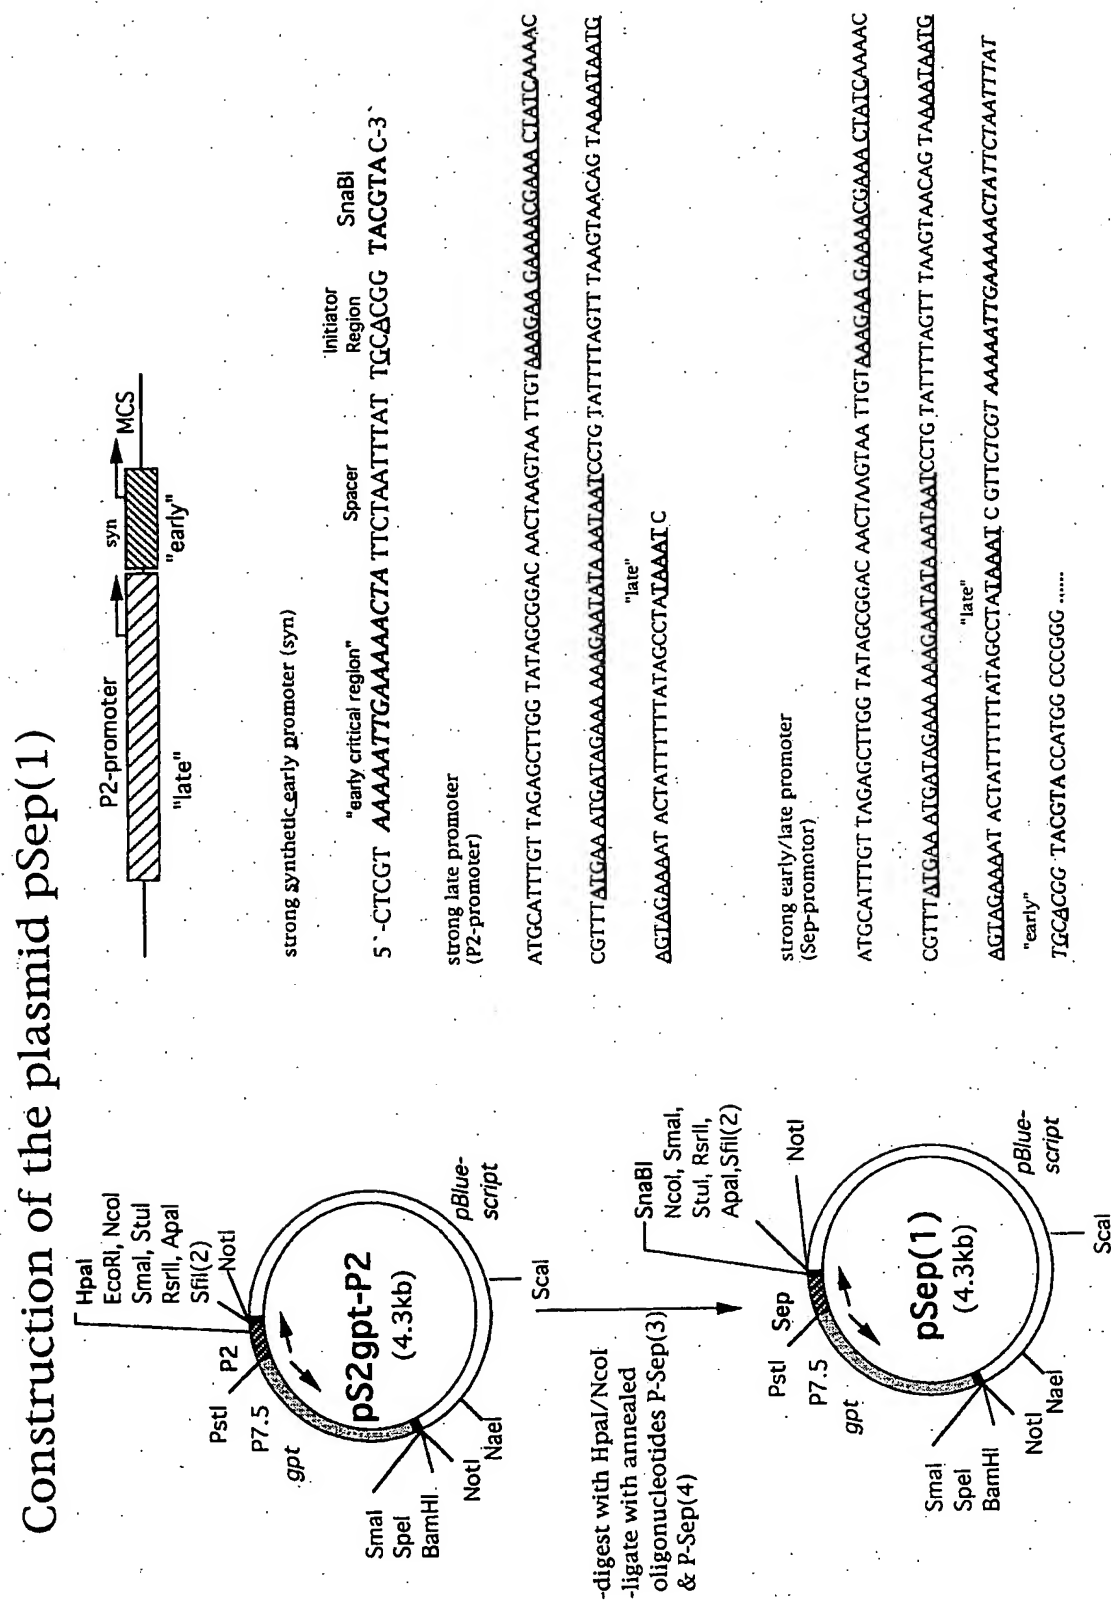 Construction of the plasmid pSep(1)
HpaI
EcoRI, NcoI
SmaI, StuI
RsrII, ApaI
SfiI(2)
NotI
P2
PstI
P7.5
gpt
pS2gpt-P2
(4.3kb)
pBlue-
script
ScaI
SmaI
SpeI
BamHI
NotI
NaeI
-digest with HpaI/NcoI
-ligate with annealed
oligonucleotides P-Sep(3)
& P-Sep(4)
SnaBI
NcoI, SmaI,
StuI, RsrII,
ApaI,SfiI(2)
NotI
Sep
PstI
P7.5
gpt
pSep(1)
(4.3kb)
pBlue-
script
ScaI
SmaI
SpeI
BamHI
NotI
NaeI
P2-promoter
syn
MCS
"late"
"early"
strong synthetic early promoter (syn)
"early critical region"
Spacer
Initiator
Region
SnaBI
5`-CTCGT AAAAATTGAAAAACTA TTCTAATTTAT TGCACGG TACGTAC-3`
strong late promoter
(P2-promoter)
ATGCATTTGT TAGAGCTTGG TATAGCGGAC AACTAAGTAA TTGTAAAGAA GAAAACGAAA CTATCAAAAC
CGTTTATGAA ATGATAGAAA AAAGAATATA AATAATCCTG TATTTTAGTT TAAGTAACAG TAAAATAATG
"late"
AGTAGAAAAT ACTATTTTTTATAGCCTATAAAT C
strong early/late promoter
(Sep-promotor)
ATGCATTTGT TAGAGCTTGG TATAGCGGAC AACTAAGTAA TTGTAAAGAA GAAAACGAAA CTATCAAAAC
CGTTTATGAA ATGATAGAAA AAAGAATATA AATAATCCTG TATTTTAGTT TAAGTAACAG TAAAATAATG
"late"
AGTAGAAAAT ACTATTTTTTATAGCCTATAAAT C GTTCTCGT AAAAATTGAAAAACTATTCTAATTTAT
"early"
TGCACGG TACGTACCATGG CCCGGG ......